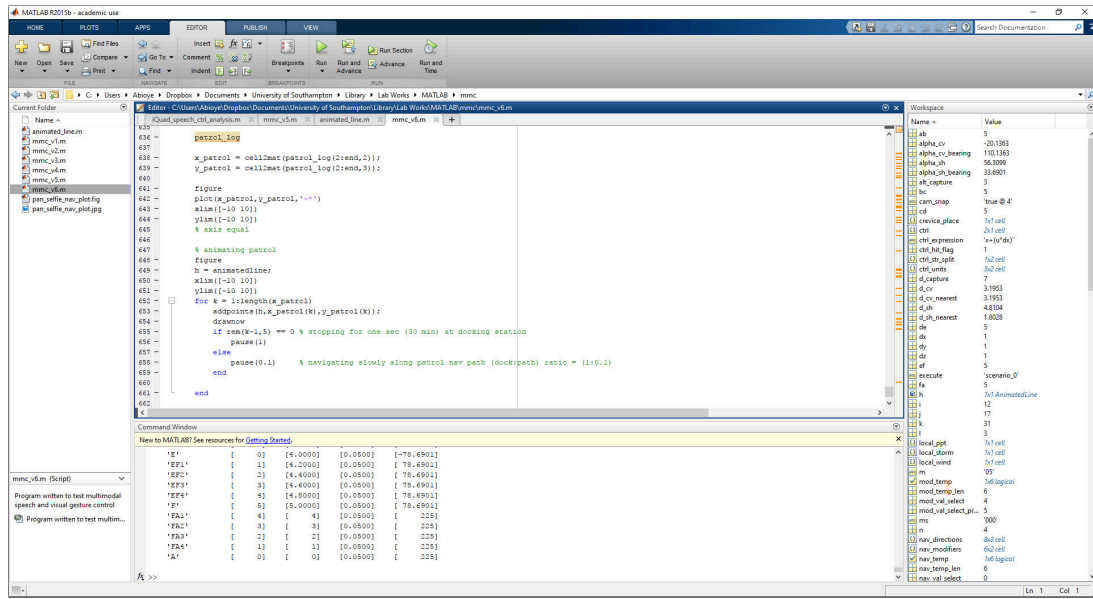 MATLAB R2015b - academic use
HOME PLOTS APPS EDITOR PUBLISH VIEW
Search Documentation
New Open Save Find Files Compare Print
Go To Find
Insert fx Comment Indent
Breakpoints Run Run and Advance Run Section Advance Run and Time
FILE NAVIGATE EDIT BREAKPOINTS RUN
C: Users Abioye Dropbox Documents University of Southampton Library Lab Works MATLAB mmc
Current Folder
Name
animated_line.m
mmc_v1.m
mmc_v2.m
mmc_v3.m
mmc_v4.m
mmc_v5.m
mmc_v6.m
pan_selfie_nav_plot.fig
pan_selfie_nav_plot.jpg
mmc_v6.m (Script)
Program written to test multimodal
speech and visual gesture control
Program written to test multim...
Editor - C:\Users\Abioye\Dropbox\Documents\University of Southampton\Library\Lab Works\MATLAB\mmc\mmc_v6.m
iQuad_speech_ctrl_analysis.m mmc_v5.m animated_line.m mmc_v6.m +
635
636 - patrol_log
637
638 - x_patrol = cell2mat(patrol_log(2:end,2));
639 - y_patrol = cell2mat(patrol_log(2:end,3));
640
641 - figure
642 - plot(x_patrol,y_patrol,'-*')
643 - xlim([-10 10])
644 - ylim([-10 10])
645 % axis equal
646
647 % animating patrol
648 - figure
649 - h = animatedline;
650 - xlim([-10 10])
651 - ylim([-10 10])
652 - for k = 1:length(x_patrol)
653 - addpoints(h,x_patrol(k),y_patrol(k));
654 - drawnow
655 - if rem(k-1,5) == 0 % stopping for one sec (30 min) at docking station
656 - pause(1)
657 - else
658 - pause(0.1) % navigating slowly along patrol nav path (dock:path) ratio = (1:0.1)
659 - end
660
661 - end
662
Command Window
New to MATLAB? See resources for Getting Started.
'E' [ 0] [4.0000] [0.0500] [-78.6901]
'EF1' [ 1] [4.2000] [0.0500] [ 78.6901]
'EF2' [ 2] [4.4000] [0.0500] [ 78.6901]
'EF3' [ 3] [4.6000] [0.0500] [ 78.6901]
'EF4' [ 4] [4.8000] [0.0500] [ 78.6901]
'F' [ 5] [5.0000] [0.0500] [ 78.6901]
'FA1' [ 4] [ 4] [0.0500] [ 225]
'FA2' [ 3] [ 3] [0.0500] [ 225]
'FA3' [ 2] [ 2] [0.0500] [ 225]
'FA4' [ 1] [ 1] [0.0500] [ 225]
'A' [ 0] [ 0] [0.0500] [ 225]
fx >>
Workspace
Name Value
ab 5
alpha_cv -20.1363
alpha_cv_bearing 110.1363
alpha_sh 56.3099
alpha_sh_bearing 33.6901
alt_capture 3
bc 5
cam_snap 'true @ 4'
cd 5
crevice_place 1x1 cell
ctrl 2x1 cell
ctrl_expression 'x+(u*dx)'
ctrl_hit_flag 1
ctrl_str_split 1x2 cell
ctrl_units 3x2 cell
d_capture 7
d_cv 3.1953
d_cv_nearest 3.1953
d_sh 4.8104
d_sh_nearest 1.8028
de 5
dx 1
dy 1
dz 1
ef 5
execute 'scenario_0'
fa 5
h 1x1 AnimatedLine
i 12
j 17
k 31
l 3
local_ppt 1x1 cell
local_storm 1x1 cell
local_wind 1x1 cell
m '05'
mod_temp 1x6 logical
mod_temp_len 6
mod_val_select 4
mod_val_select_pr... 5
ms '000'
n 4
nav_directions 8x3 cell
nav_modifiers 6x2 cell
nav_temp 1x6 logical
nav_temp_len 6
nav_val_select 0
Ln 1 Col 1